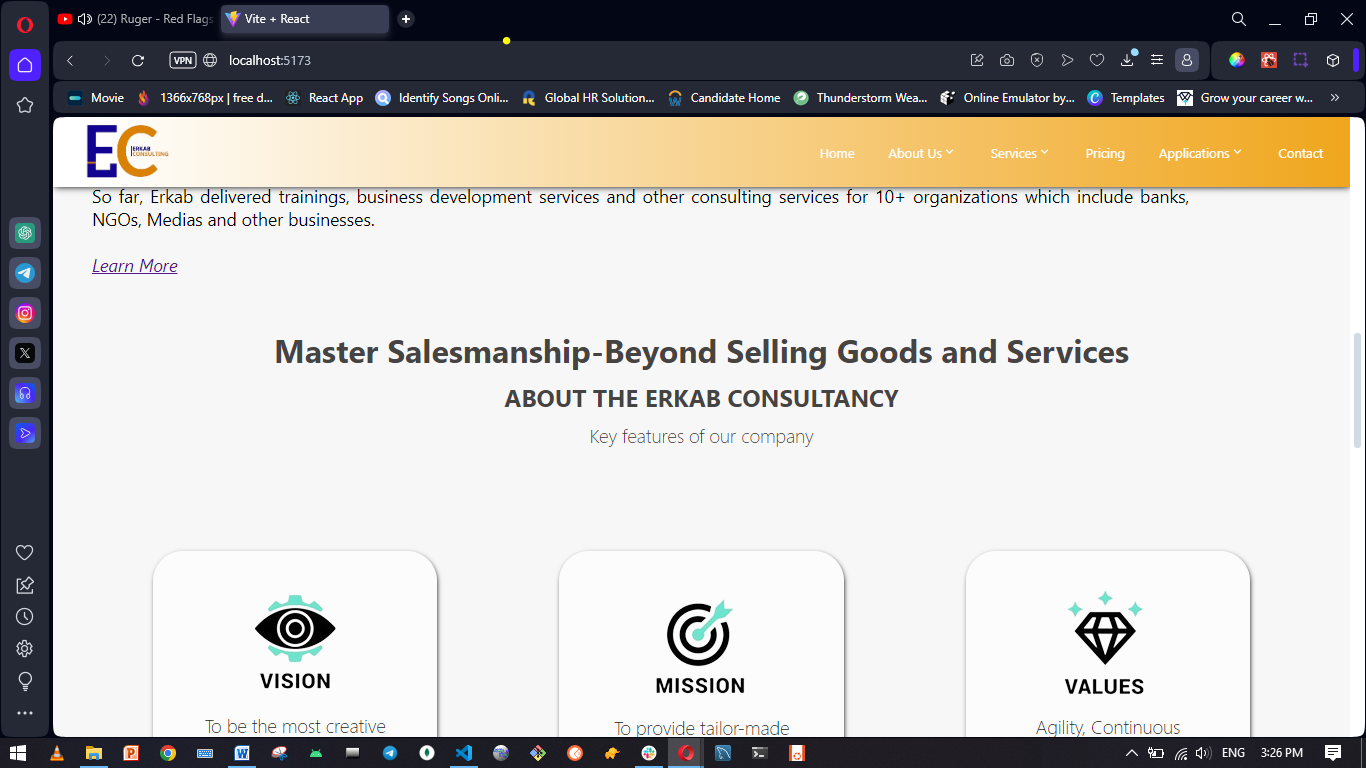 (22) Ruger - Red Flags
Vite + React
VPN
localhost:5173
Movie
1366x768px | free d...
React App
Identify Songs Onli...
Global HR Solution...
Candidate Home
Thunderstorm Wea...
Online Emulator by...
Templates
Grow your career w...
EC
ERKAB
CONSULTING
Home
About Us
Services
Pricing
Applications
Contact
So far, Erkab delivered trainings, business development services and other consulting services for 10+ organizations which include banks,
NGOs, Medias and other businesses.
Learn More
Master Salesmanship-Beyond Selling Goods and Services
ABOUT THE ERKAB CONSULTANCY
Key features of our company
VISION
To be the most creative
MISSION
To provide tailor-made
VALUES
Agility, Continuous
ENG
3:26 PM